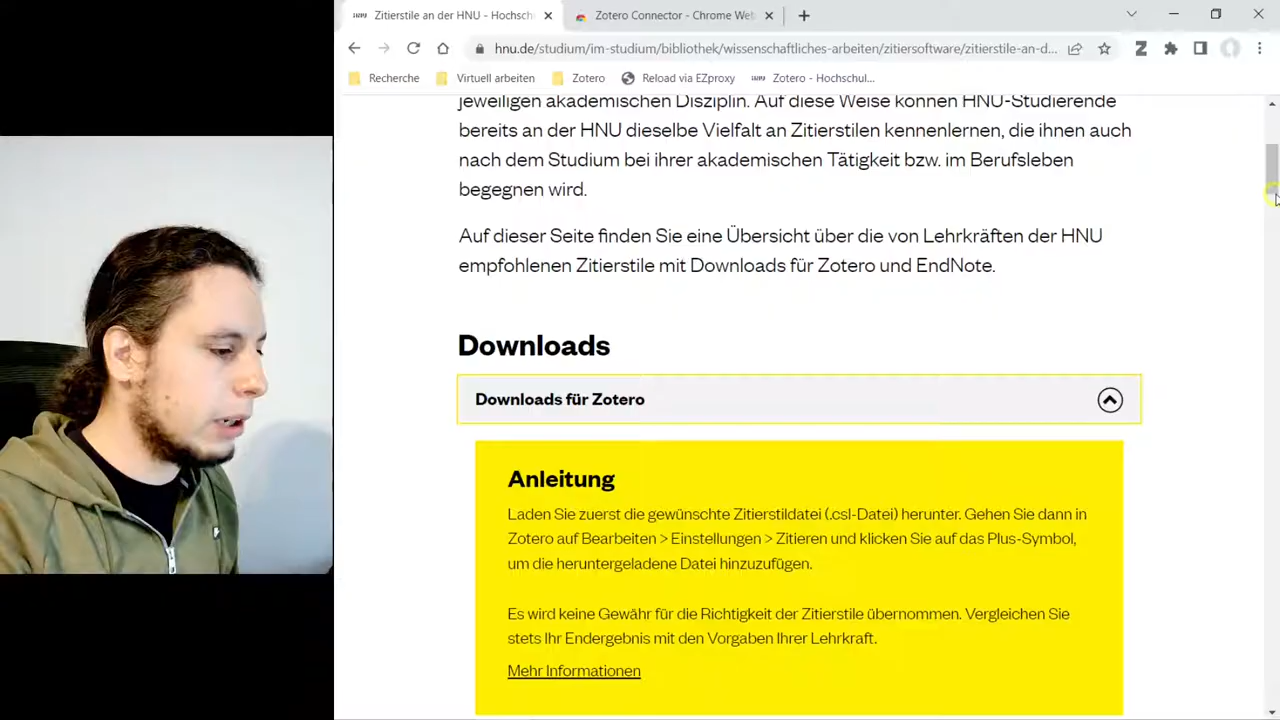 Zitierstile an der HNU - Hochsch
Zotero Connector - Chrome Web
hnu.de/studium/im-studium/bibliothek/wissenschaftliches-arbeiten/zitiersoftware/zitierstile-an-d...
Recherche
Virtuell arbeiten
Zotero
Reload via EZproxy
Zotero - Hochschul...
jeweiligen akademischen Disziplin. Auf diese Weise können HNU-Studierende
bereits an der HNU dieselbe Vielfalt an Zitierstilen kennenlernen, die ihnen auch
nach dem Studium bei ihrer akademischen Tätigkeit bzw. im Berufsleben
begegnen wird.
Auf dieser Seite finden Sie eine Übersicht über die von Lehrkräften der HNU
empfohlenen Zitierstile mit Downloads für Zotero und EndNote.
Downloads
Downloads für Zotero
Anleitung
Laden Sie zuerst die gewünschte Zitierstildatei (.csl-Datei) herunter. Gehen Sie dann in
Zotero auf Bearbeiten > Einstellungen > Zitieren und klicken Sie auf das Plus-Symbol,
um die heruntergeladene Datei hinzuzufügen.
Es wird keine Gewähr für die Richtigkeit der Zitierstile übernommen. Vergleichen Sie
stets Ihr Endergebnis mit den Vorgaben Ihrer Lehrkraft.
Mehr Informationen